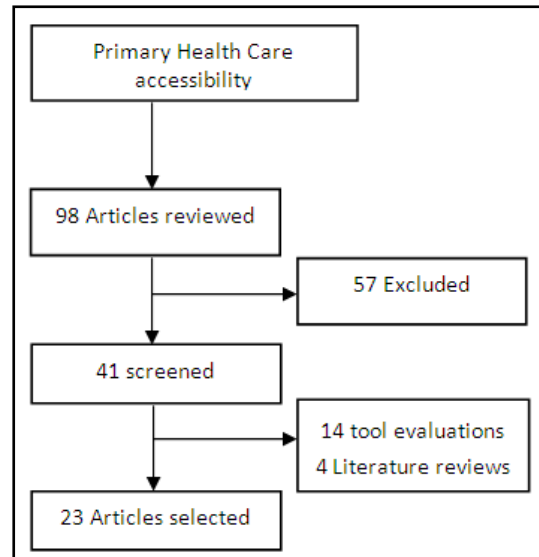 Primary Health Care
accessibility
98 Articles reviewed
57 Excluded
41 screened
14 tool evaluations
4 Literature reviews
23 Articles selected